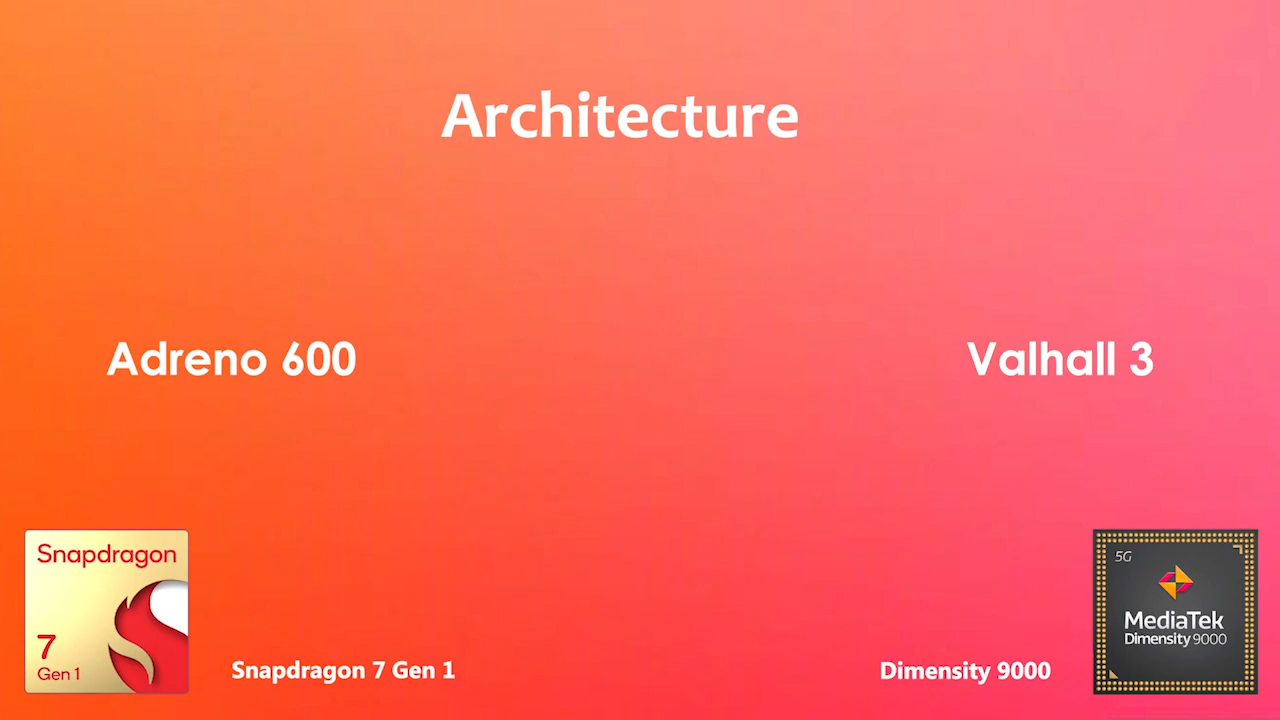 Architecture
Adreno 600
Valhall 3
Snapdragon
7
Gen 1
Snapdragon 7 Gen 1
Dimensity 9000
5G
MediaTek
Dimensity 9000